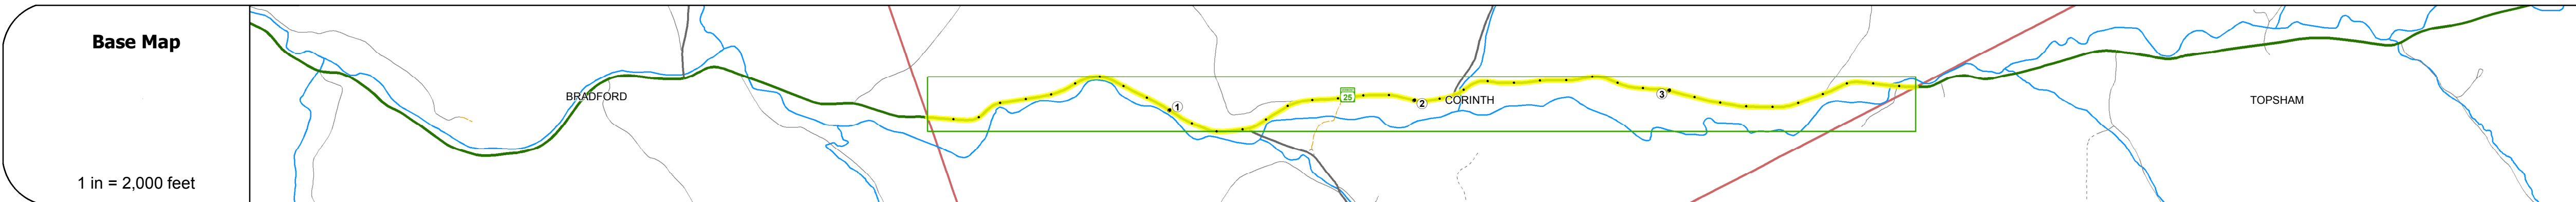 Base Map
1 in = 2,000 feet
BRADFORD
1
25
2
CORINTH
3
TOPSHAM